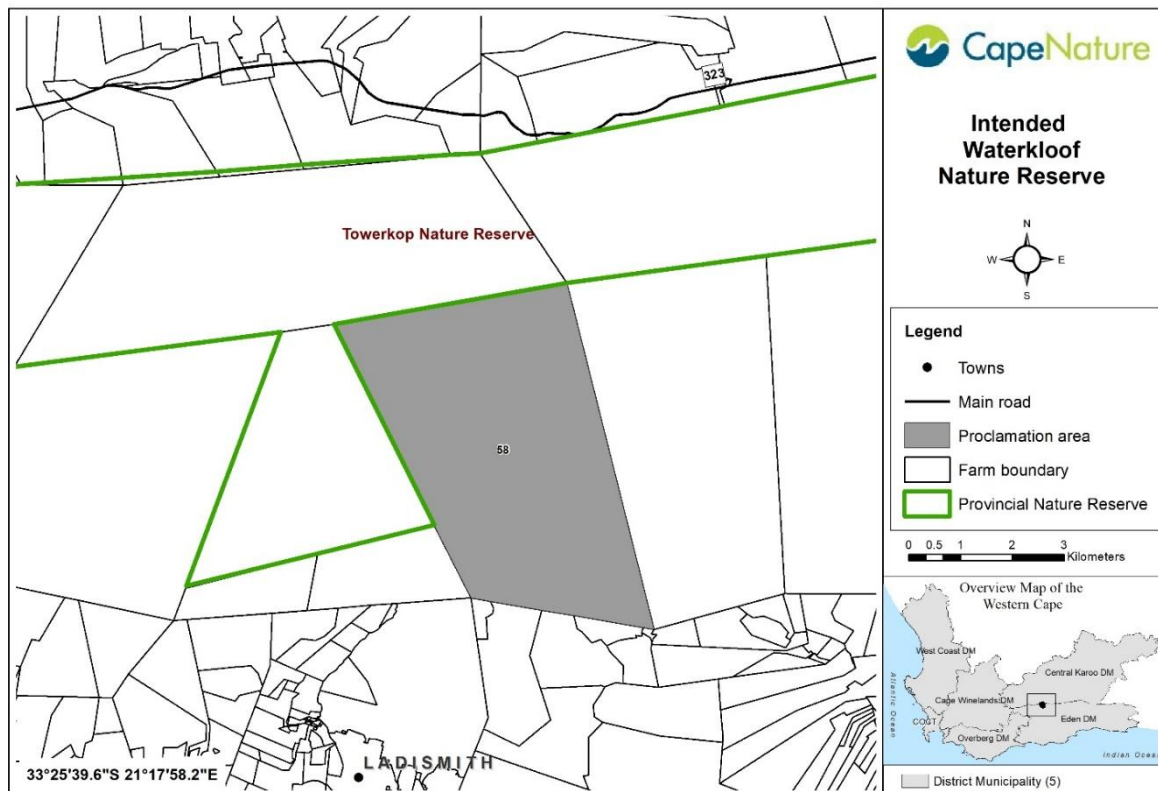 323
Towerkop Nature Reserve
58
LADISMITH
33°25'39.6"S 21°17'58.2"E
CapeNature
Intended
Waterkloof
Nature Reserve
N
W E
S
Legend
Towns
Main road
Proclamation area
Farm boundary
Provincial Nature Reserve
0 0.5 1 2 3
Kilometers
Overview Map of the
Western Cape
West Coast DM
Central Karoo DM
Cape Winelands DM
COCT
Eden DM
Overberg DM
Atlantic Ocean
Indian Ocean
District Municipality (5)